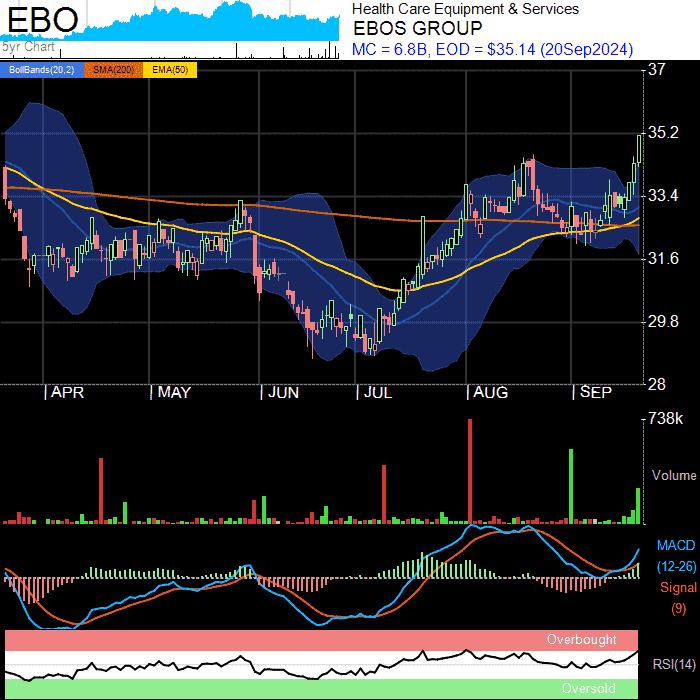 EBO
5yr Chart
Health Care Equipment & Services
EBOS GROUP
MC = 6.8B, EOD = $35.14 (20Sep2024)
BollBands(20,2) SMA(200) EMA(50)
37
35.2
33.4
31.6
29.8
28
| APR | MAY | JUN | JUL | AUG | SEP
738k
Volume
MACD
(12-26)
Signal
(9)
Overbought
RSI(14)
Oversold